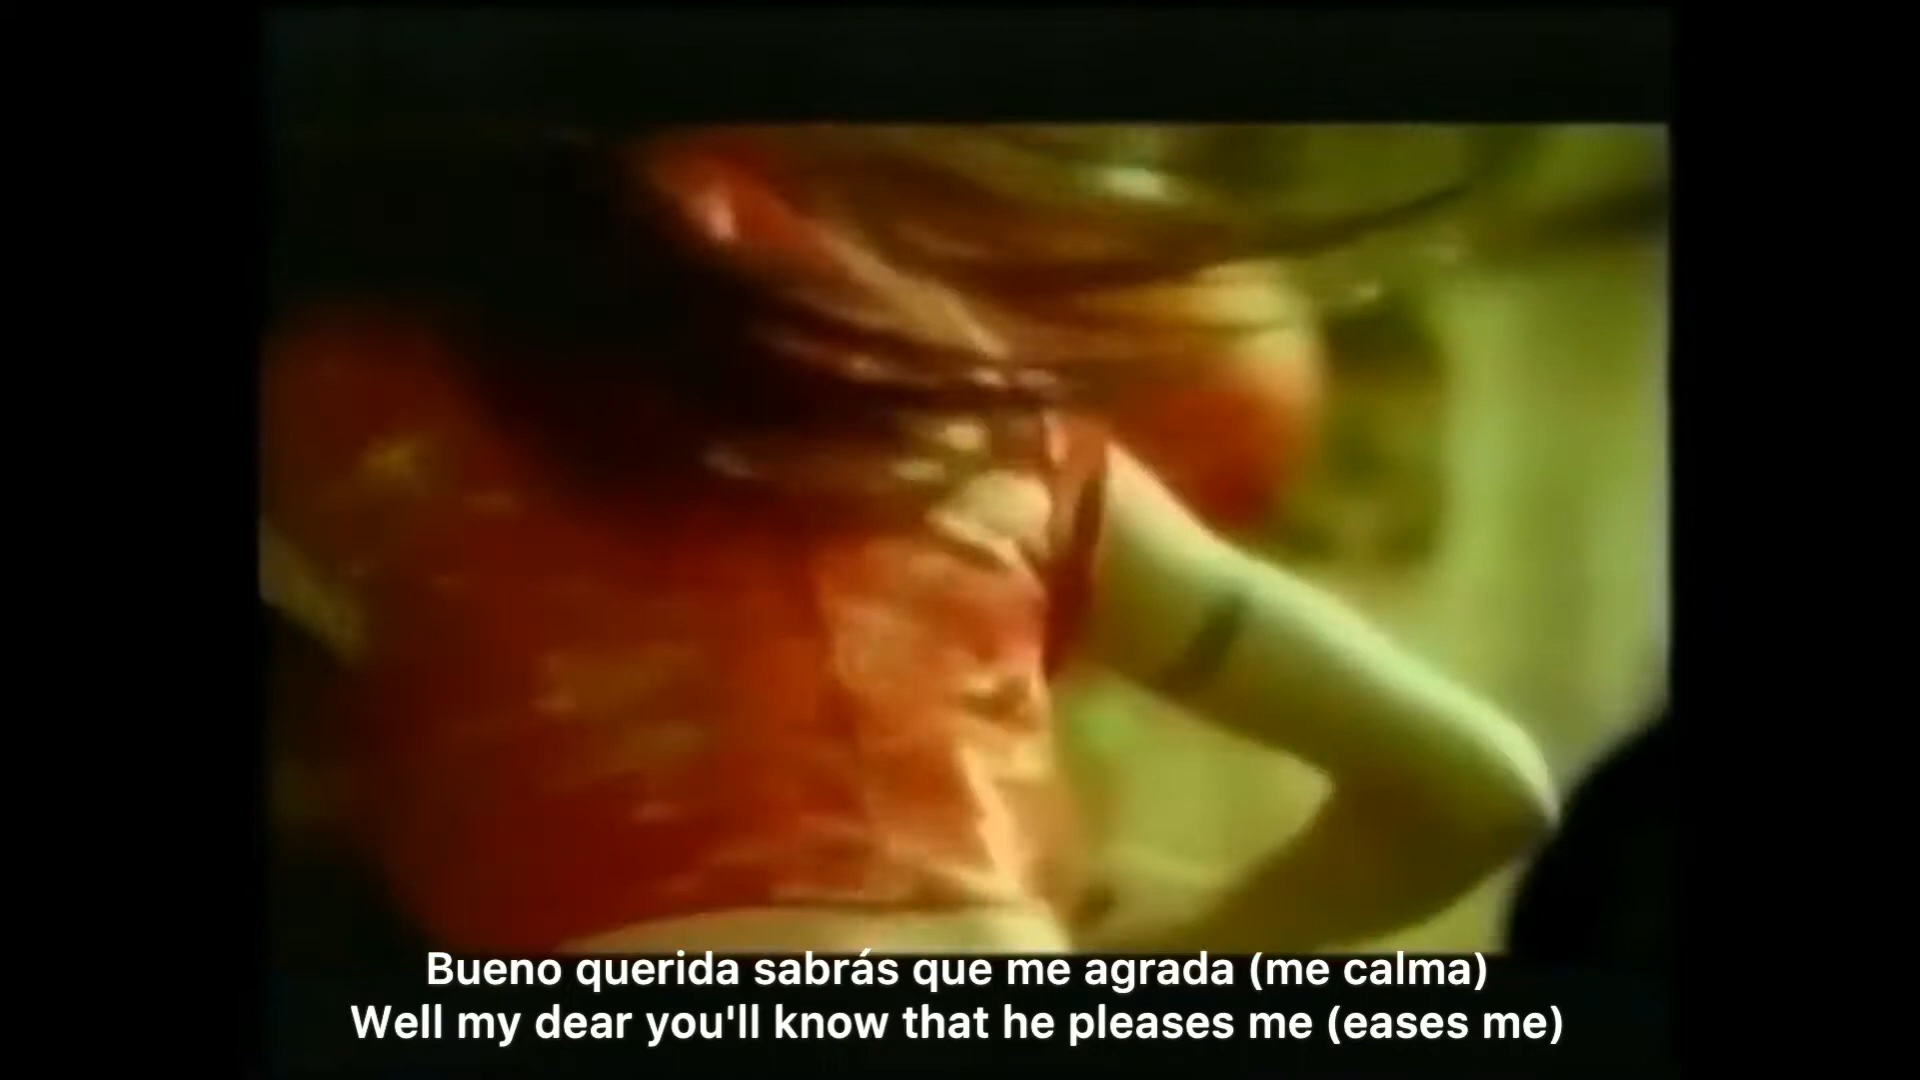 Bueno querida sabrás que me agrada (me calma)
Well my dear you'll know that he pleases me (eases me)